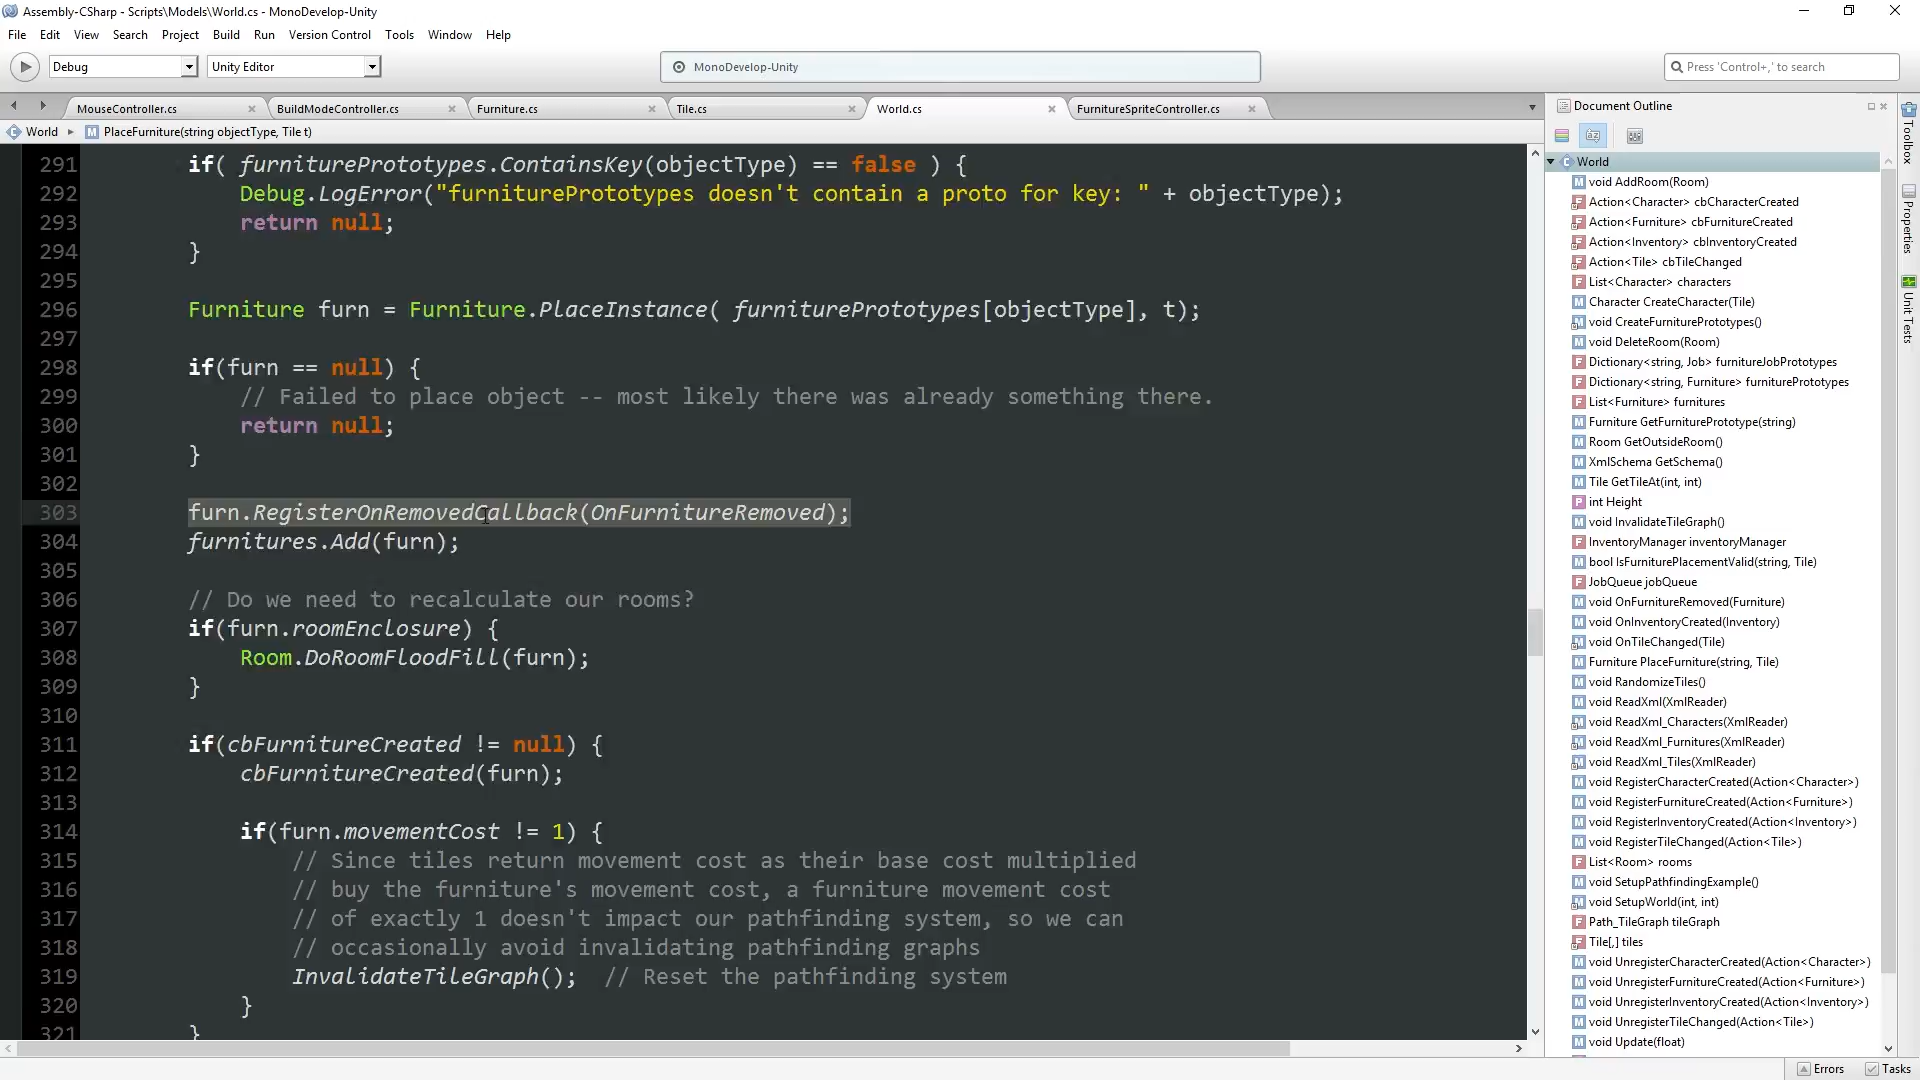 Assembly-CSharp - Scripts\Models\World.cs - MonoDevelop-Unity
File Edit View Search Project Build Run Version Control Tools Window Help
Debug Unity Editor MonoDevelop-Unity Press 'Control+,' to search
MouseController.cs BuildModeController.cs Furniture.cs Tile.cs World.cs FurnitureSpriteController.cs
World PlaceFurniture(string objectType, Tile t)
291 if( furniturePrototypes.ContainsKey(objectType) == false ) {
292 Debug.LogError("furniturePrototypes doesn't contain a proto for key: " + objectType);
293 return null;
294 }
295
296 Furniture furn = Furniture.PlaceInstance( furniturePrototypes[objectType], t);
297
298 if(furn == null) {
299 // Failed to place object -- most likely there was already something there.
300 return null;
301 }
302
303 furn.RegisterOnRemovedCallback(OnFurnitureRemoved);
304 furnitures.Add(furn);
305
306 // Do we need to recalculate our rooms?
307 if(furn.roomEnclosure) {
308 Room.DoRoomFloodFill(furn);
309 }
310
311 if(cbFurnitureCreated != null) {
312 cbFurnitureCreated(furn);
313
314 if(furn.movementCost != 1) {
315 // Since tiles return movement cost as their base cost multiplied
316 // buy the furniture's movement cost, a furniture movement cost
317 // of exactly 1 doesn't impact our pathfinding system, so we can
318 // occasionally avoid invalidating pathfinding graphs
319 InvalidateTileGraph(); // Reset the pathfinding system
320 }
321 }
Document Outline
World
void AddRoom(Room)
Action<Character> cbCharacterCreated
Action<Furniture> cbFurnitureCreated
Action<Inventory> cbInventoryCreated
Action<Tile> cbTileChanged
List<Character> characters
Character CreateCharacter(Tile)
void CreateFurniturePrototypes()
void DeleteRoom(Room)
Dictionary<string, Job> furnitureJobPrototypes
Dictionary<string, Furniture> furniturePrototypes
List<Furniture> furnitures
Furniture GetFurniturePrototype(string)
Room GetOutsideRoom()
XmlSchema GetSchema()
Tile GetTileAt(int, int)
int Height
void InvalidateTileGraph()
InventoryManager inventoryManager
bool IsFurniturePlacementValid(string, Tile)
JobQueue jobQueue
void OnFurnitureRemoved(Furniture)
void OnInventoryCreated(Inventory)
void OnTileChanged(Tile)
Furniture PlaceFurniture(string, Tile)
void RandomizeTiles()
void ReadXml(XmlReader)
void ReadXml_Characters(XmlReader)
void ReadXml_Furnitures(XmlReader)
void ReadXml_Tiles(XmlReader)
void RegisterCharacterCreated(Action<Character>)
void RegisterFurnitureCreated(Action<Furniture>)
void RegisterInventoryCreated(Action<Inventory>)
void RegisterTileChanged(Action<Tile>)
List<Room> rooms
void SetupPathfindingExample()
void SetupWorld(int, int)
Path_TileGraph tileGraph
Tile[,] tiles
void UnregisterCharacterCreated(Action<Character>)
void UnregisterFurnitureCreated(Action<Furniture>)
void UnregisterInventoryCreated(Action<Inventory>)
void UnregisterTileChanged(Action<Tile>)
void Update(float)
Toolbox
Properties
Unit Tests
Errors Tasks